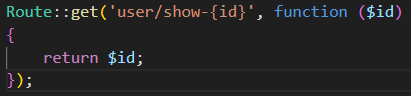 Route::get('user/show-{id}', function ($id)
{
    return $id;
});